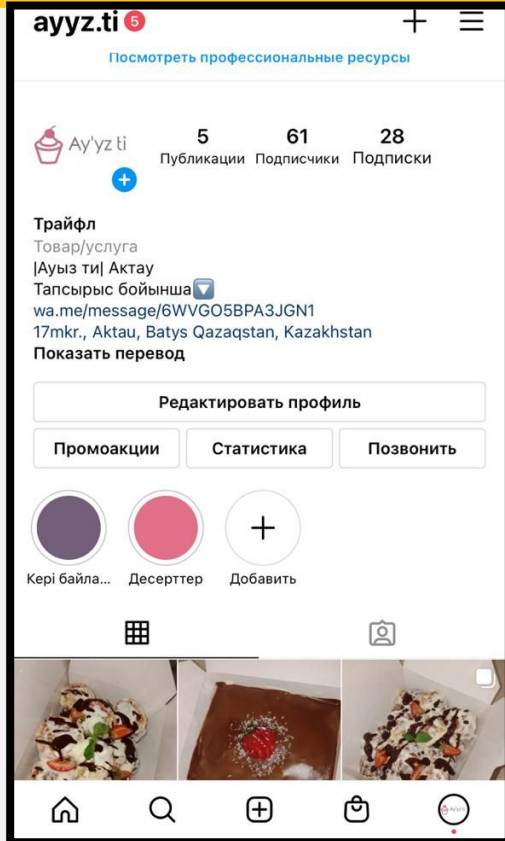 ayyz.ti 5
Посмотреть профессиональные ресурсы
Ay'yz ti
5 61 28
Публикации Подписчики Подписки
Трайфл
Товар/услуга
|Ауыз ти| Актау
Тапсырыс бойынша
wa.me/message/6WVGO5BPA3JGN1
17mkr., Aktau, Batys Qazaqstan, Kazakhstan
Показать перевод
Редактировать профиль
Промоакции Статистика Позвонить
Кері байла... Десерттер Добавить